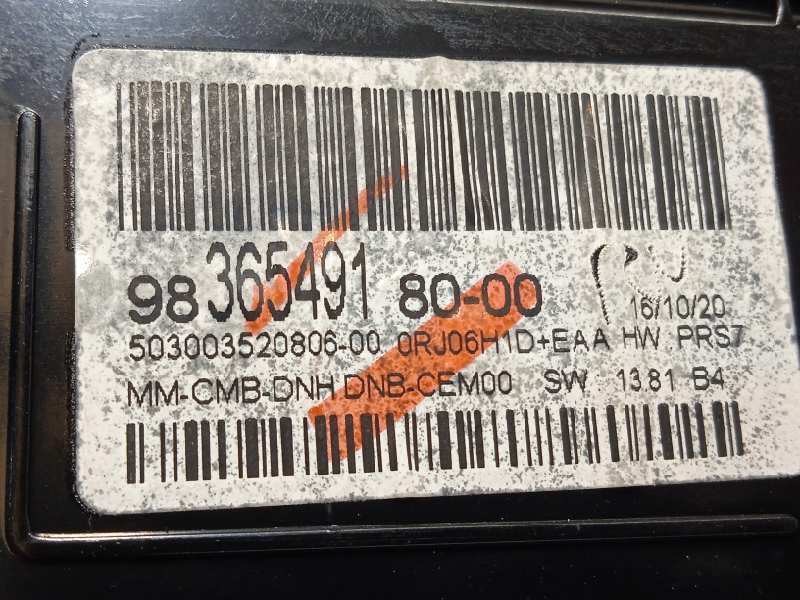 98 365491 80-00 16/10/20
503003520806-00 0RJ06H1D+EAA HW PRS7
MM-CMB-DNH DNB-CEM00 SW 13.81 B4